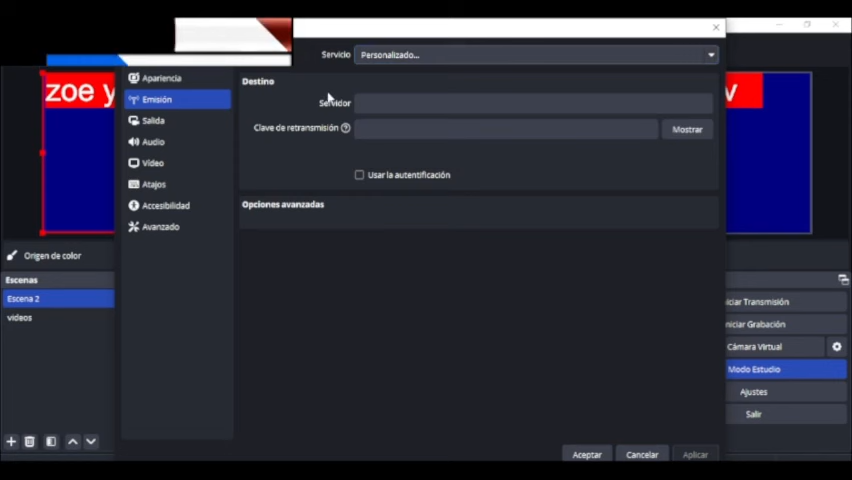 Servicio Personalizado...
zoe y
Apariencia
Emisión
Salida
Audio
Vídeo
Atajos
Accesibilidad
Avanzado
Destino
Servidor
Clave de retransmisión Mostrar
Usar la autentificación
Opciones avanzadas
Origen de color
Escenas
Escena 2
videos
iciar Transmisión
niciar Grabación
Cámara Virtual
Modo Estudio
Ajustes
Salir
Aceptar Cancelar Aplicar